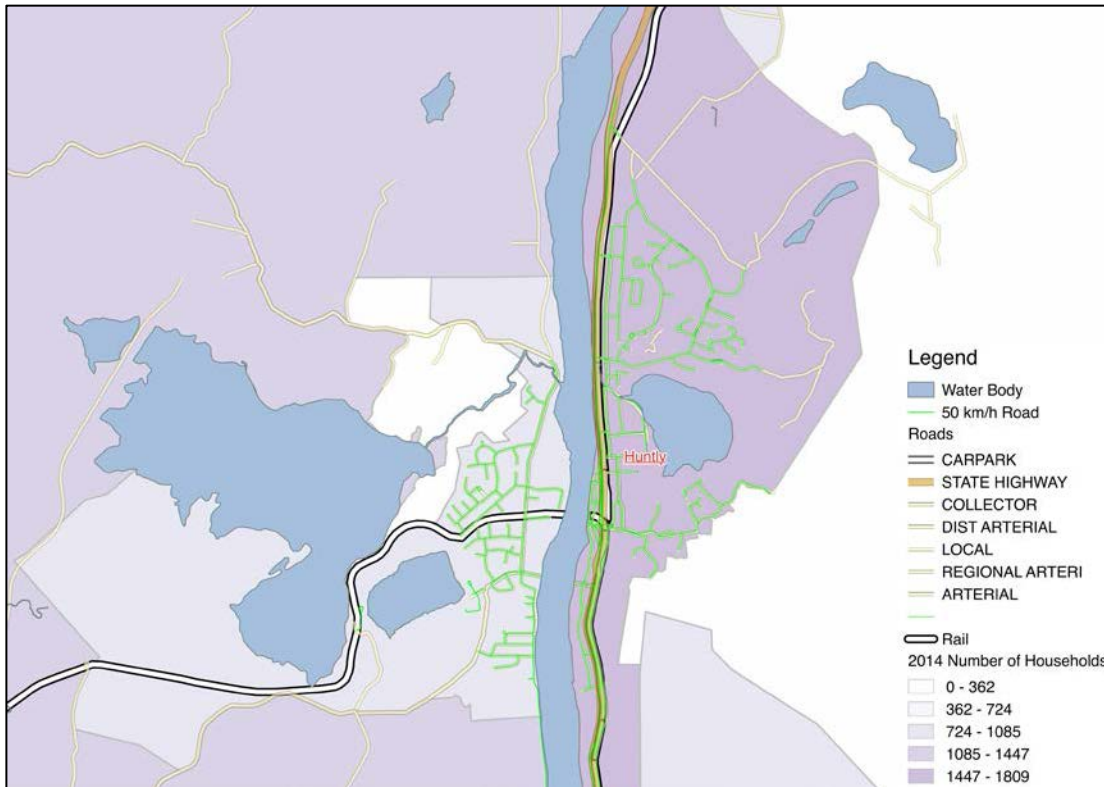 Huntly
Legend
Water Body
50 km/h Road
Roads
CARPARK
STATE HIGHWAY
COLLECTOR
DIST ARTERIAL
LOCAL
REGIONAL ARTERI
ARTERIAL
Rail
2014 Number of Households
0 - 362
362 - 724
724 - 1085
1085 - 1447
1447 - 1809